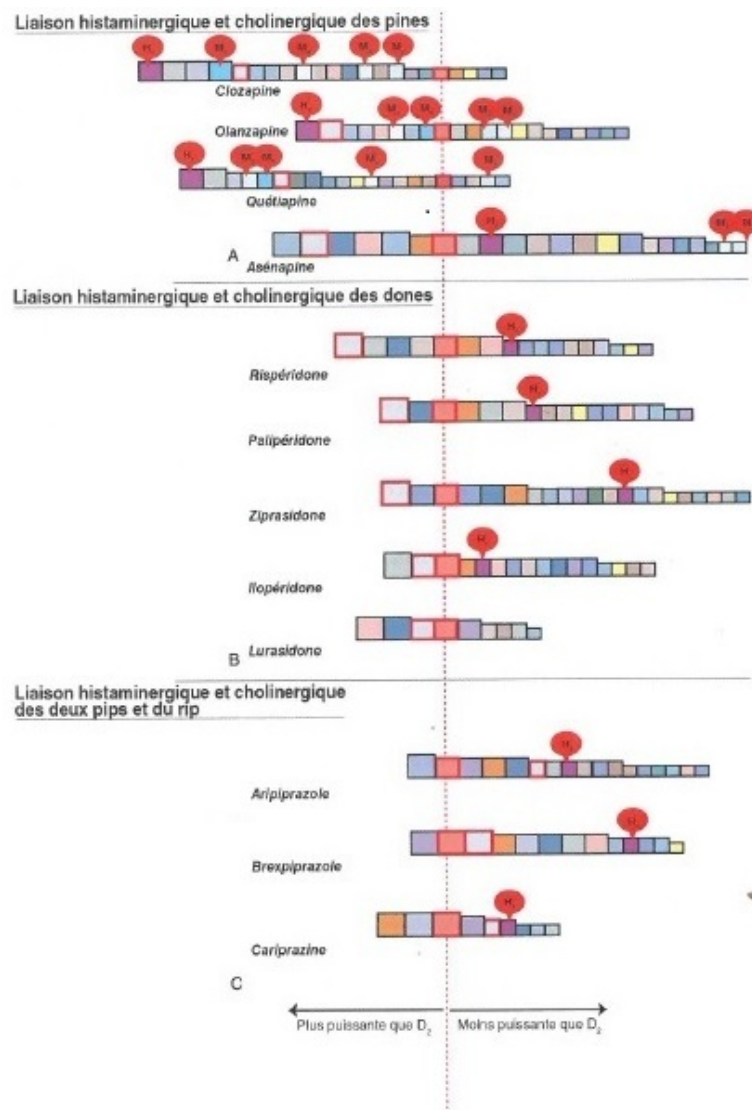 Liaison histaminergique et cholinergique des pines
Clozapine
Olanzapine
Quétiapine
A
Asénapine
Liaison histaminergique et cholinergique des dones
Rispéridone
Palipéridone
Ziprasidone
Ilopéridone
B
Lurasidone
Liaison histaminergique et cholinergique
des deux pips et du rip
Aripiprazole
Brexpiprazole
Cariprazine
C
Plus puissante que D2 Moins puissante que D2